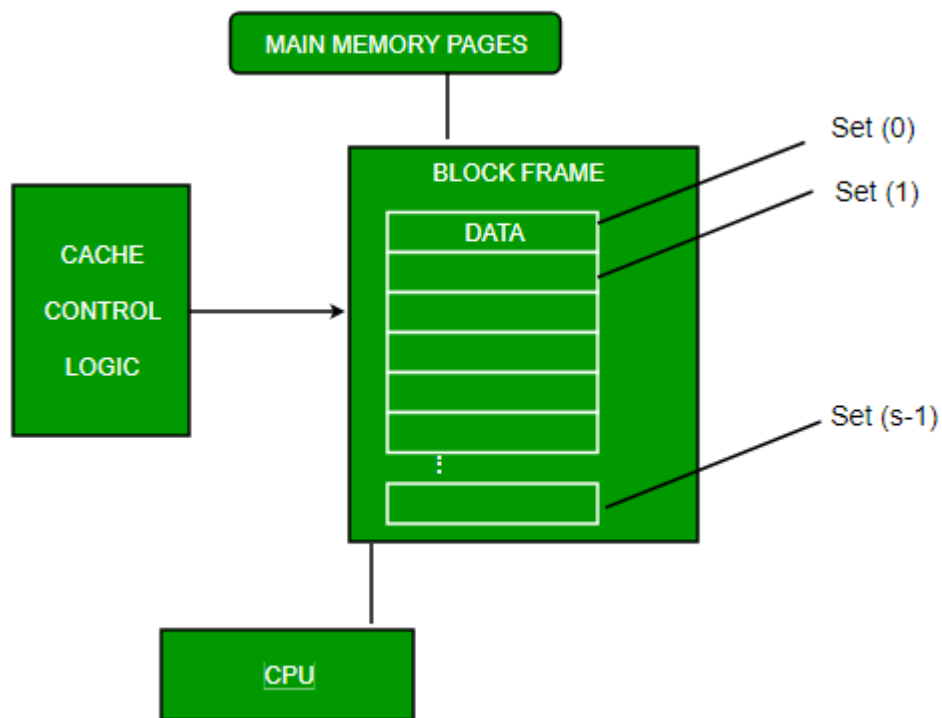 MAIN MEMORY PAGES
Set (0)
BLOCK FRAME
Set (1)
DATA
CACHE
CONTROL
LOGIC
Set (s-1)
CPU